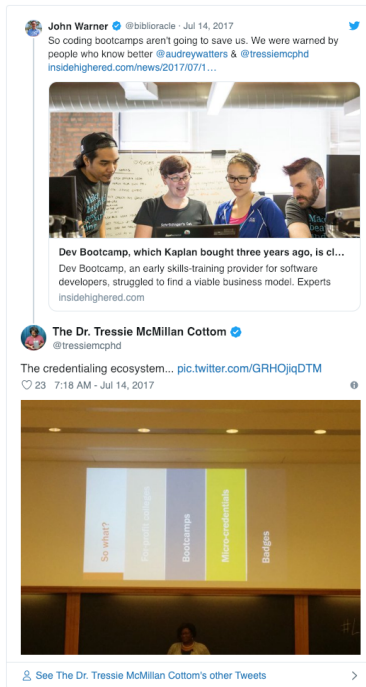 John Warner @biblioracle · Jul 14, 2017
So coding bootcamps aren't going to save us. We were warned by
people who know better @audreywatters & @tressiemcphd
insidehighered.com/news/2017/07/1…
Dev Bootcamp, which Kaplan bought three years ago, is cl...
Dev Bootcamp, an early skills-training provider for software
developers, struggled to find a viable business model. Experts
insidehighered.com
The Dr. Tressie McMillan Cottom
@tressiemcphd
The credentialing ecosystem... pic.twitter.com/GRHOjiqDTM
23 7:18 AM - Jul 14, 2017
So what?
For-profit colleges
Bootcamps
Micro-credentials
Badges
See The Dr. Tressie McMillan Cottom's other Tweets